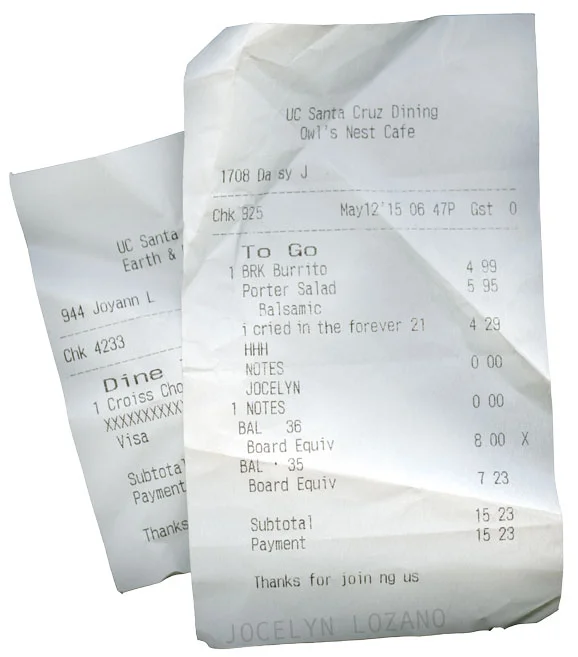 UC Santa Cruz Dining
Owl's Nest Cafe
1708 Da sy J
Chk 925 May12'15 06 47P Gst 0
To Go
1 BRK Burrito 4 99
Porter Salad 5 95
Balsamic
i cried in the forever 21 4 29
HHH
NOTES 0 00
JOCELYN
1 NOTES 0 00
BAL 36
Board Equiv 8 00 X
BAL · 35
Board Equiv 7 23
Subtotal 15 23
Payment 15 23
Thanks for join ng us
JOCELYN LOZANO
UC Santa
Earth &
944 Joyann L
Chk 4233
Dine
1 Croiss Cho
XXXXXXXXXX
Visa
Subtota
Payment
Thanks